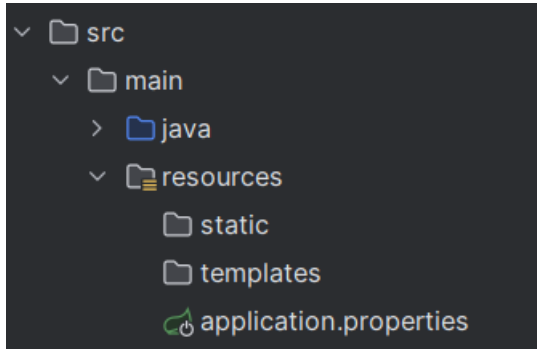 src
main
java
resources
static
templates
application.properties